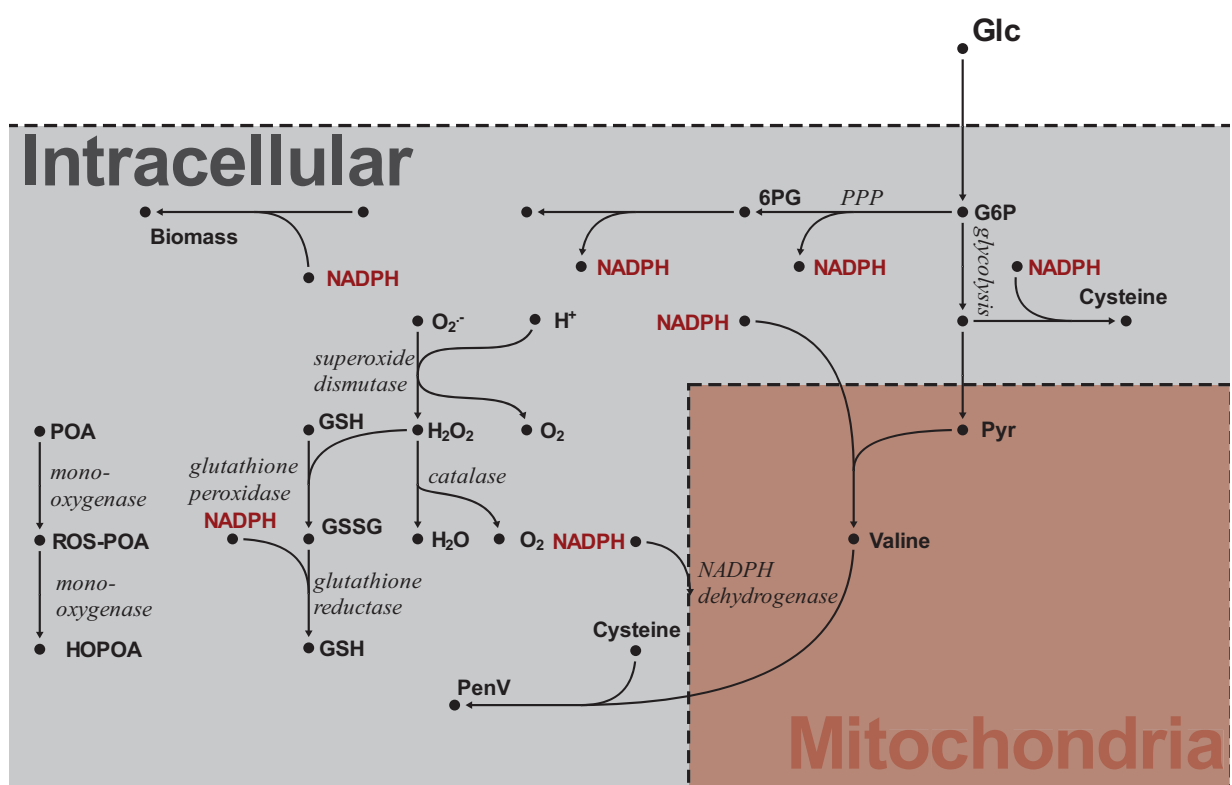 Glc
Intracellular
6PG
PPP
G6P
Biomass
glycolysis
NADPH
NADPH
NADPH
NADPH
Cysteine
O₂·-
H⁺
NADPH
superoxide
dismutase
POA
GSH
H₂O₂
O₂
Pyr
mono-
oxygenase
glutathione
peroxidase
catalase
NADPH
ROS-POA
GSSG
H₂O
O₂
NADPH
Valine
mono-
oxygenase
glutathione
reductase
NADPH
dehydrogenase
Cysteine
HOPOA
GSH
PenV
Mitochondria